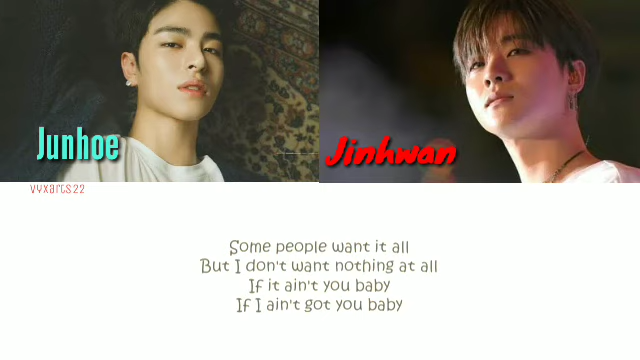 Junhoe
Jinhwan
vyxarts22
Some people want it all
But I don't want nothing at all
If it ain't you baby
If I ain't got you baby